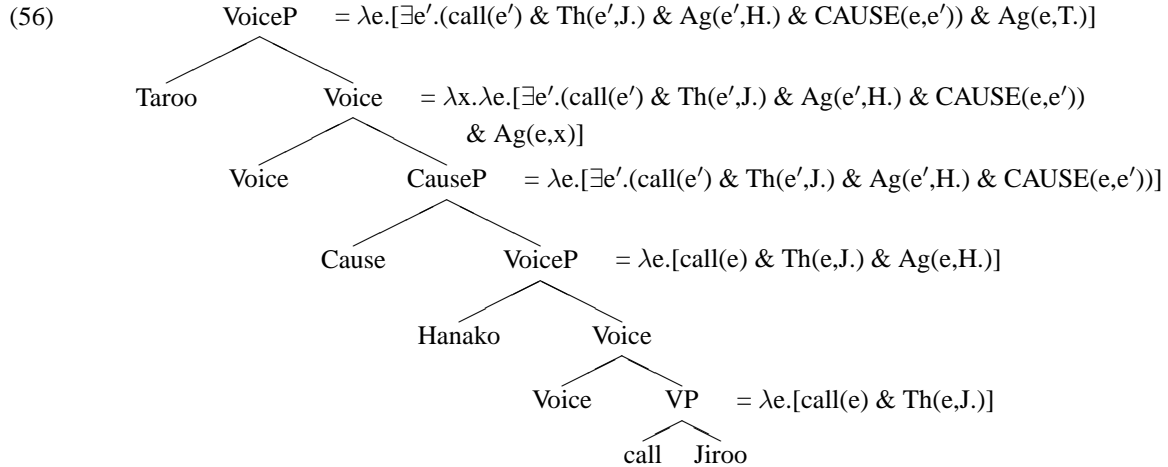 (56) VoiceP = λe.[∃e′.(call(e′) & Th(e′,J.) & Ag(e′,H.) & CAUSE(e,e′)) & Ag(e,T.)]
Taroo Voice = λx.λe.[∃e′.(call(e′) & Th(e′,J.) & Ag(e′,H.) & CAUSE(e,e′))
& Ag(e,x)]
Voice CauseP = λe.[∃e′.(call(e′) & Th(e′,J.) & Ag(e′,H.) & CAUSE(e,e′))]
Cause VoiceP = λe.[call(e) & Th(e,J.) & Ag(e,H.)]
Hanako Voice
Voice VP = λe.[call(e) & Th(e,J.)]
call Jiroo